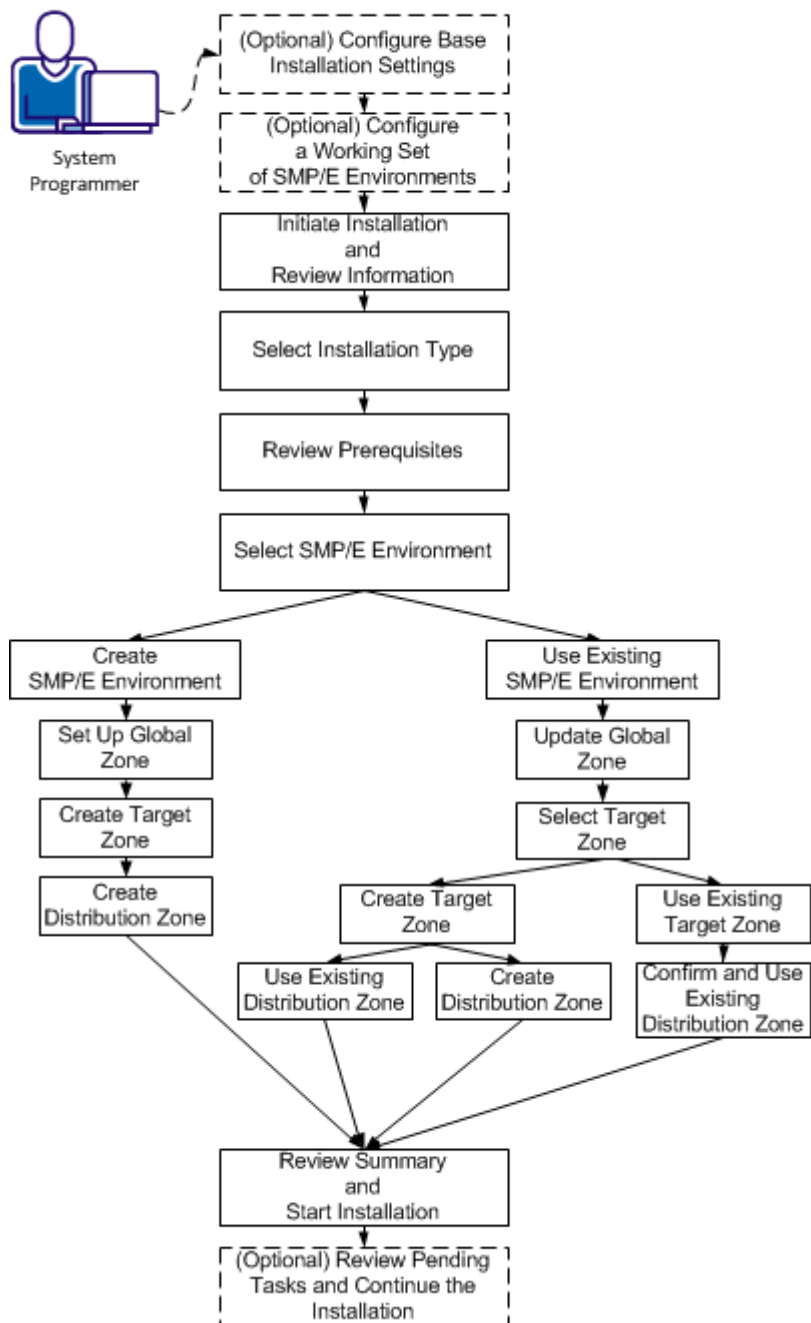 (Optional) Configure Base
Installation Settings
System
Programmer
(Optional) Configure
a Working Set
of SMP/E Environments
Initiate Installation
and
Review Information
Select Installation Type
Review Prerequisites
Select SMP/E Environment
Create
SMP/E Environment
Use Existing
SMP/E Environment
Set Up Global
Zone
Update Global
Zone
Create Target
Zone
Select Target
Zone
Create
Distribution Zone
Create Target
Zone
Use Existing
Target Zone
Use Existing
Distribution Zone
Create
Distribution Zone
Confirm and Use
Existing
Distribution Zone
Review Summary
and
Start Installation
(Optional) Review Pending
Tasks and Continue the
Installation